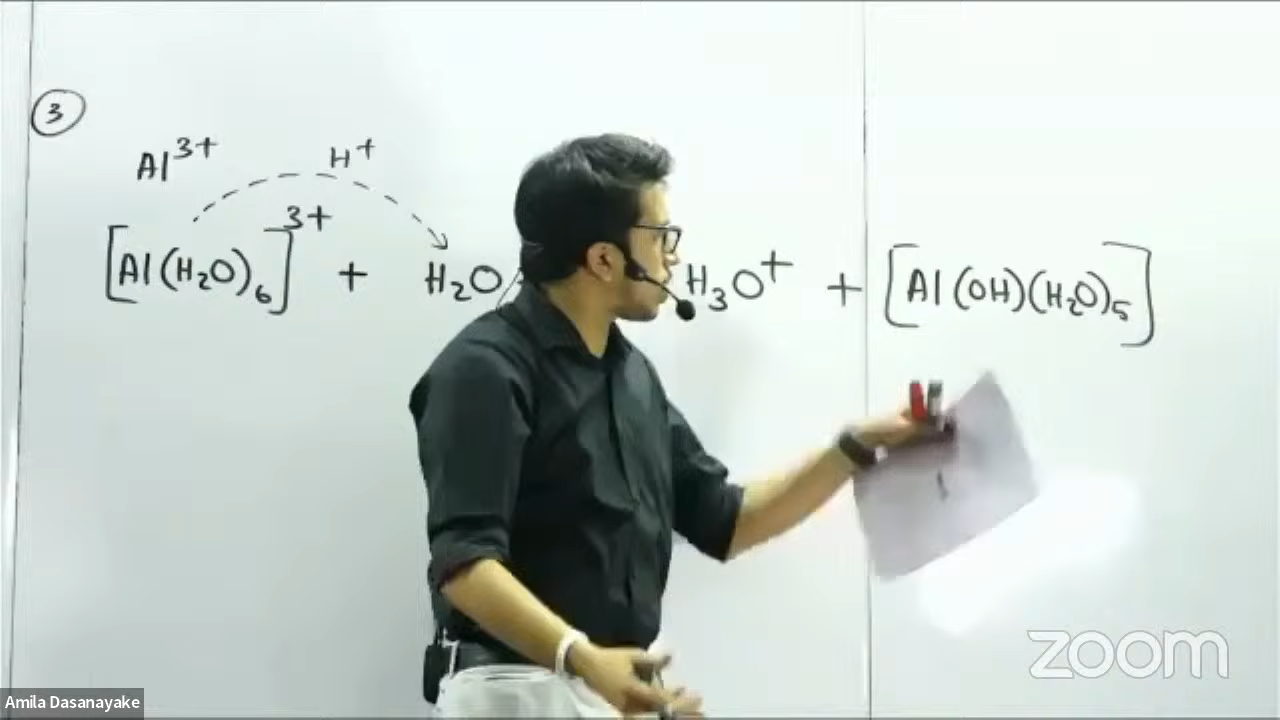 3
Al³⁺ H⁺
[Al(H₂O)₆]³⁺ + H₂O H₃O⁺ + [Al(OH)(H₂O)₅]
zoom
Amila Dasanayake